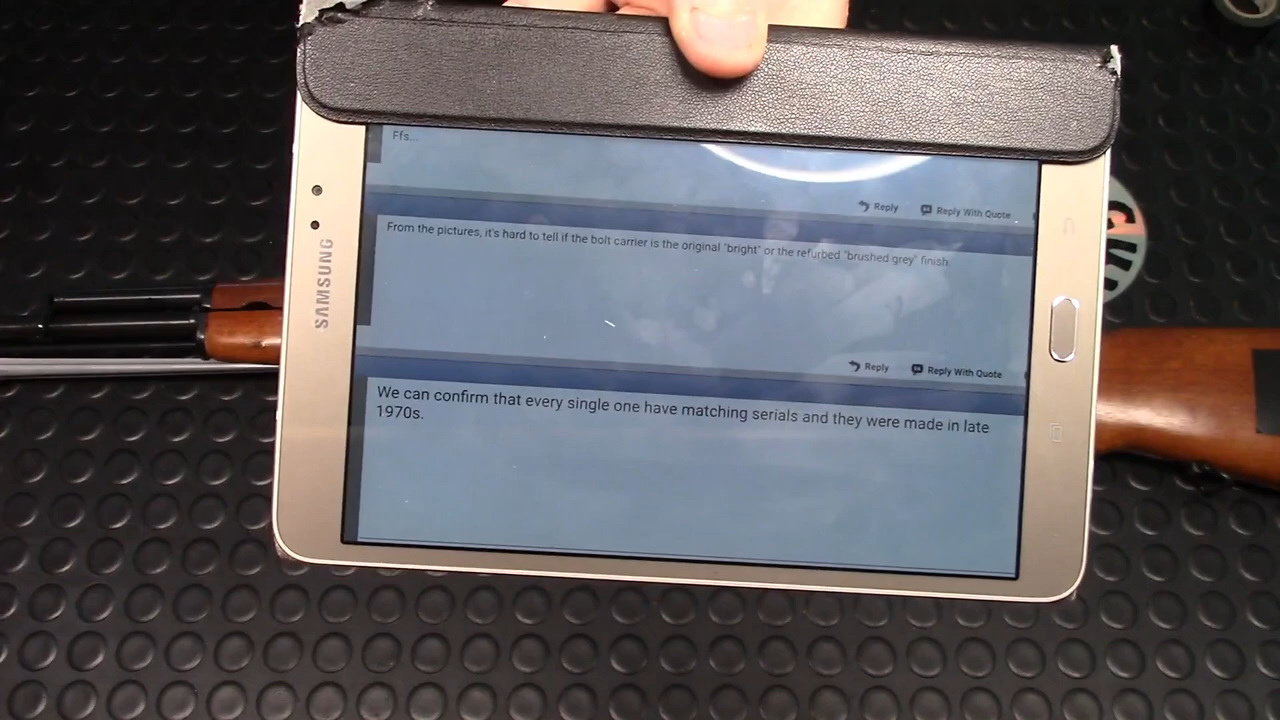 Ffs...
Reply
Reply With Quote
From the pictures, it's hard to tell if the bolt carrier is the original "bright" or the refurbed "brushed grey" finish.
Reply
Reply With Quote
We can confirm that every single one have matching serials and they were made in late
1970s.
SAMSUNG